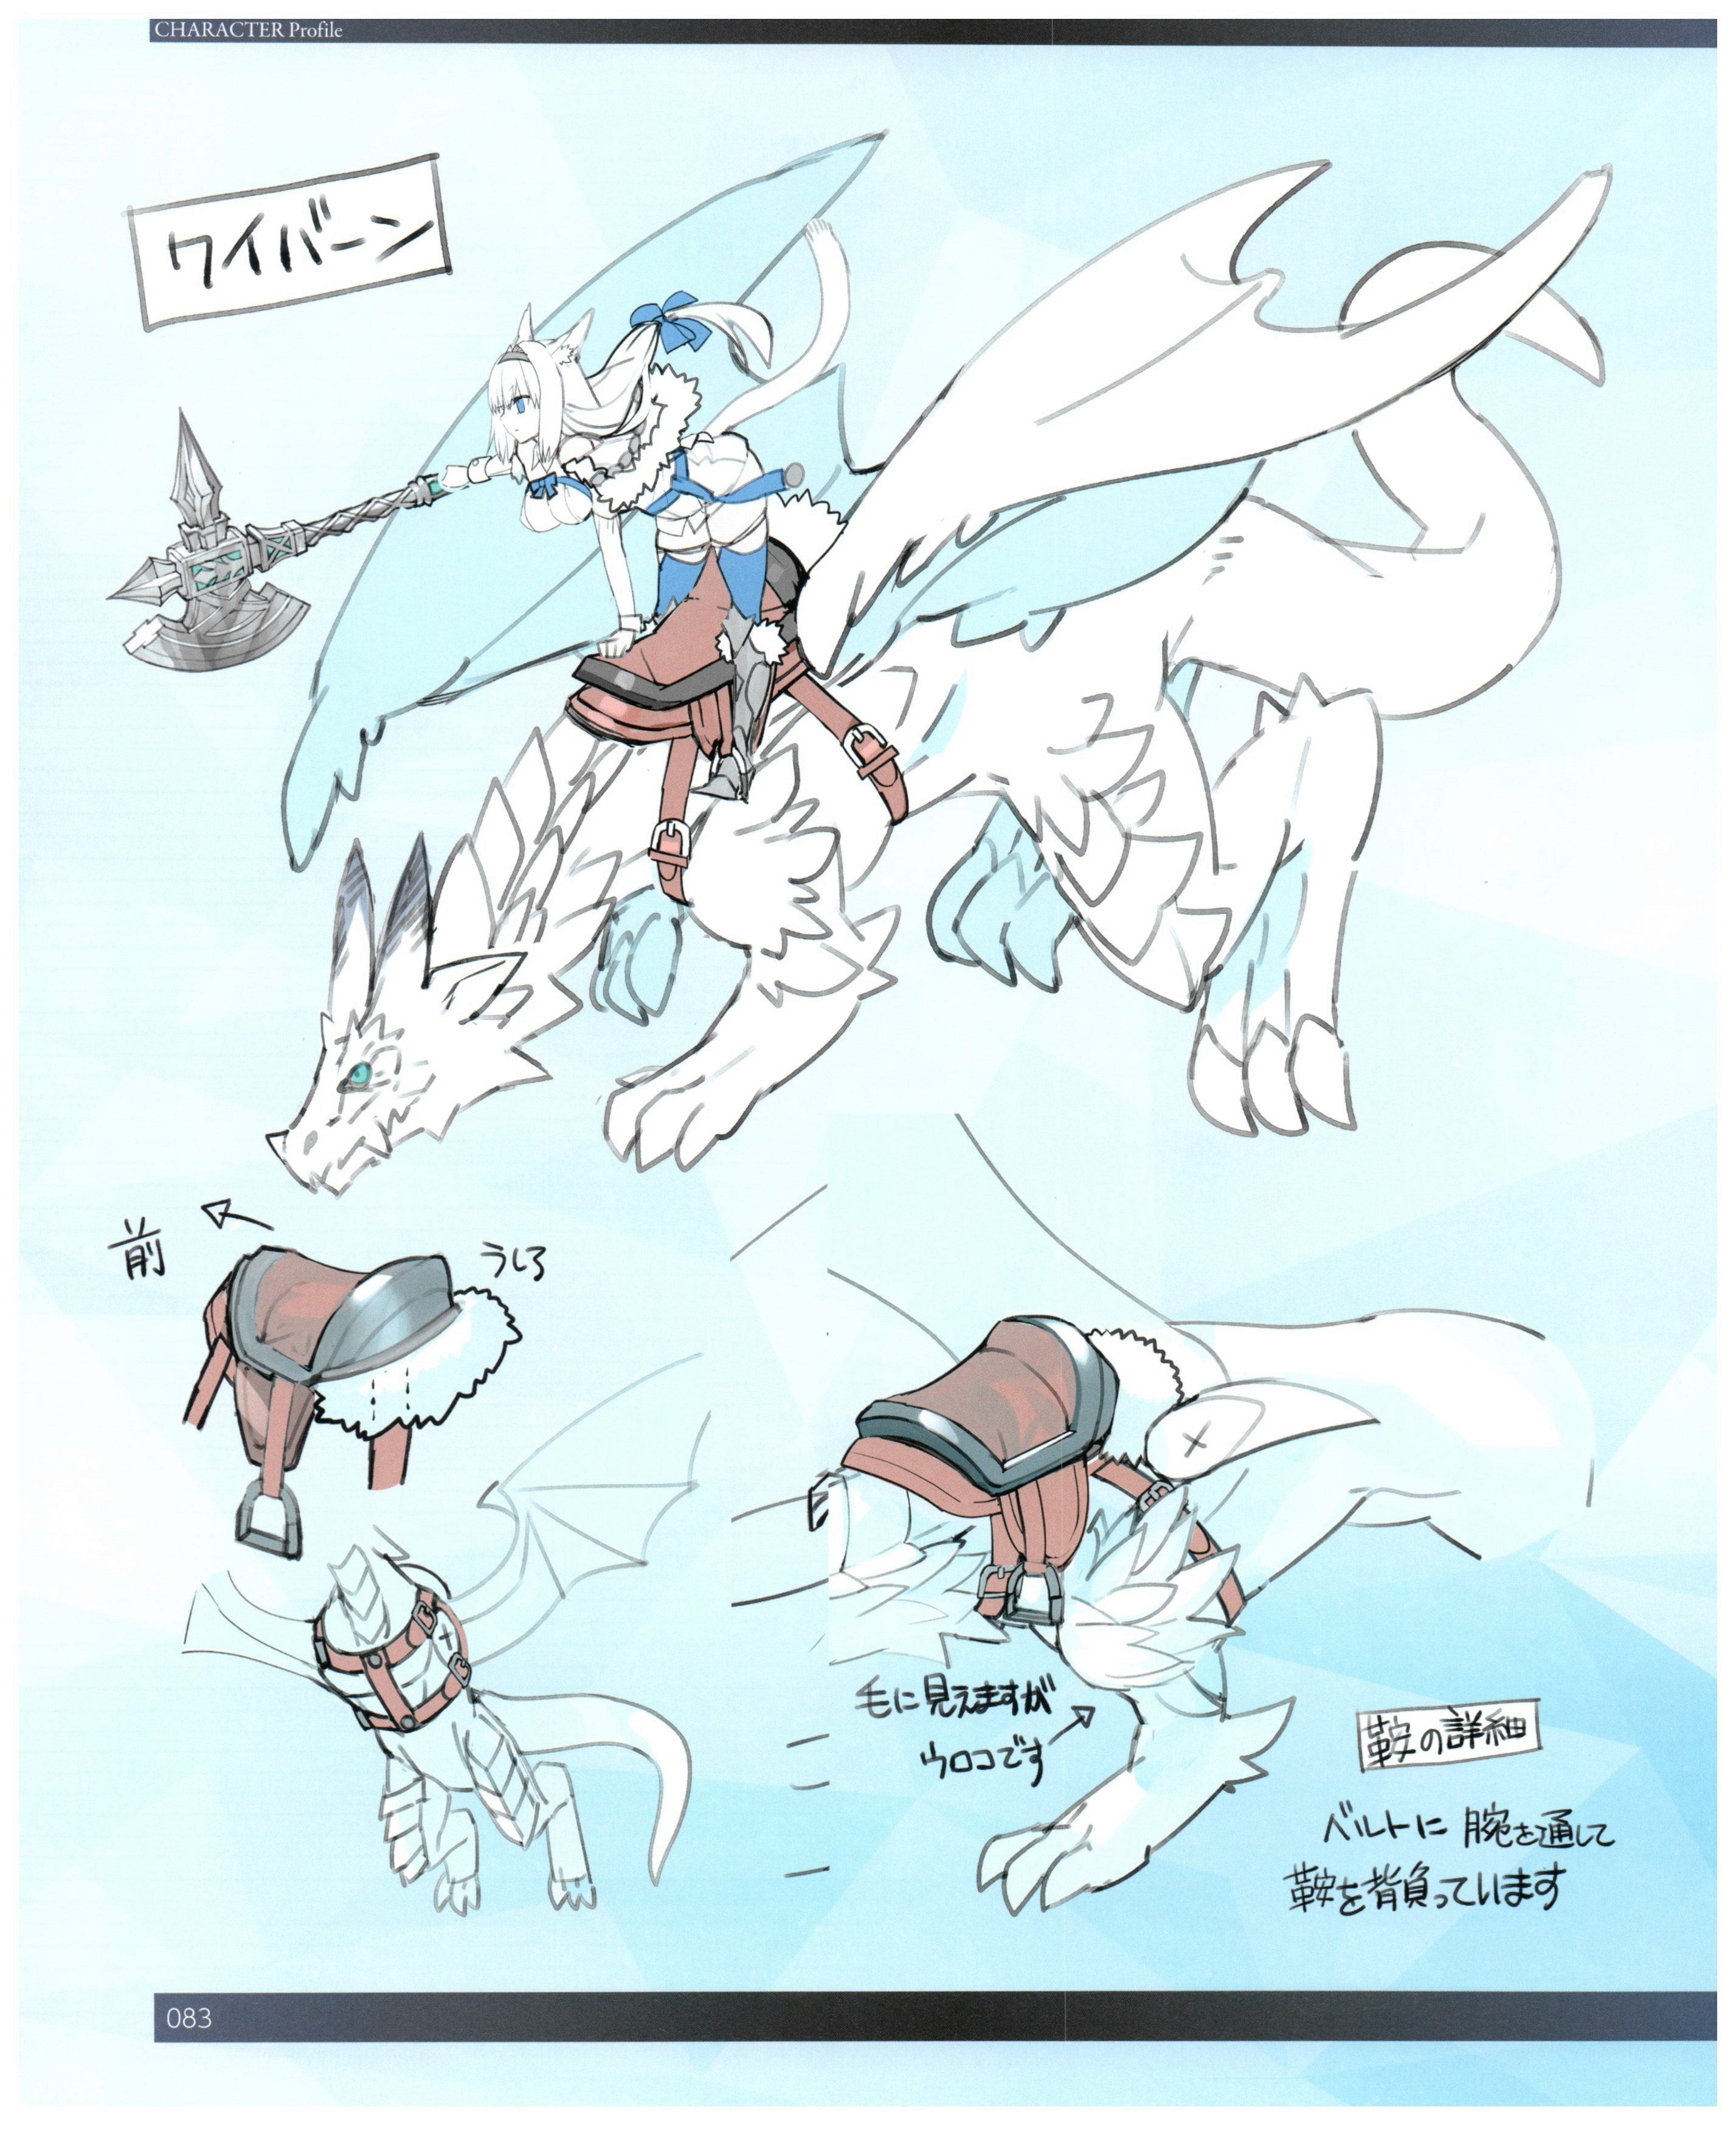 CHARACTER Profile
ワイバーン
前
うしろ
毛に見えますが
ウロコです
鞍の詳細
ベルトに腕を通して
鞍を背負っています
083